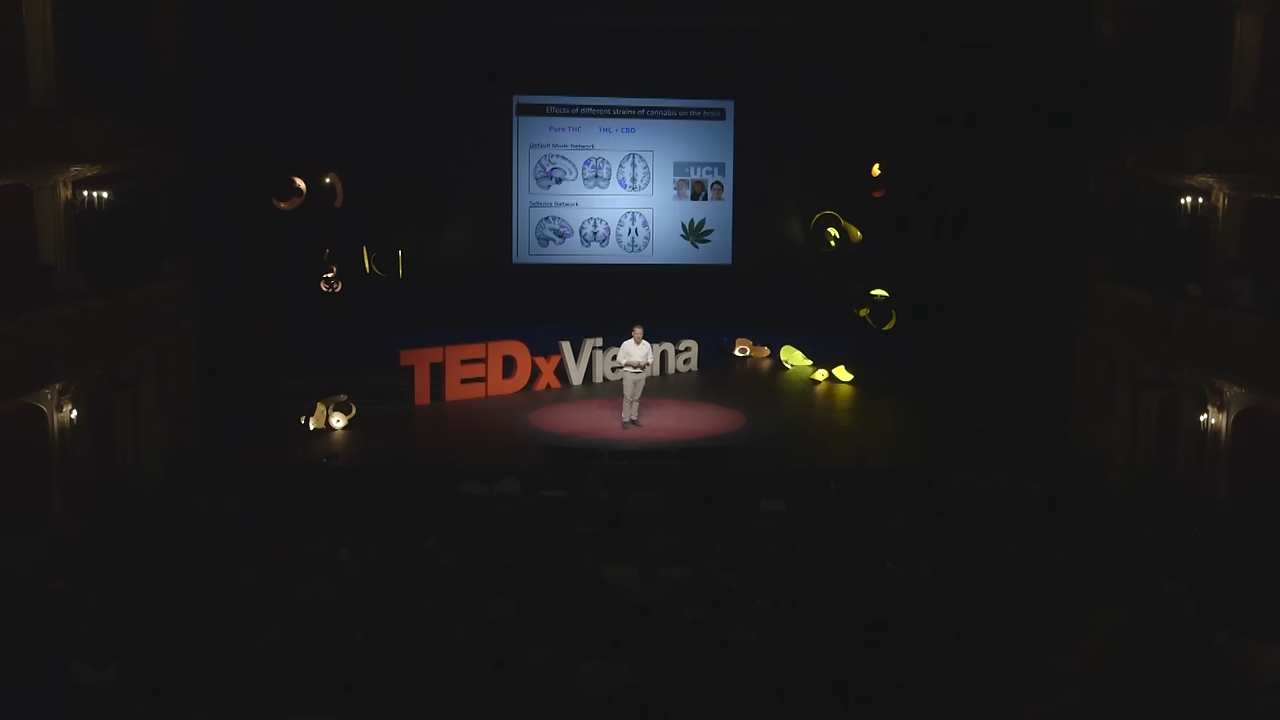 Effects of different strains of cannabis on the brain
Pure THC THC + CBD
Default Mode Network
UCL
Salience Network
TEDxVienna